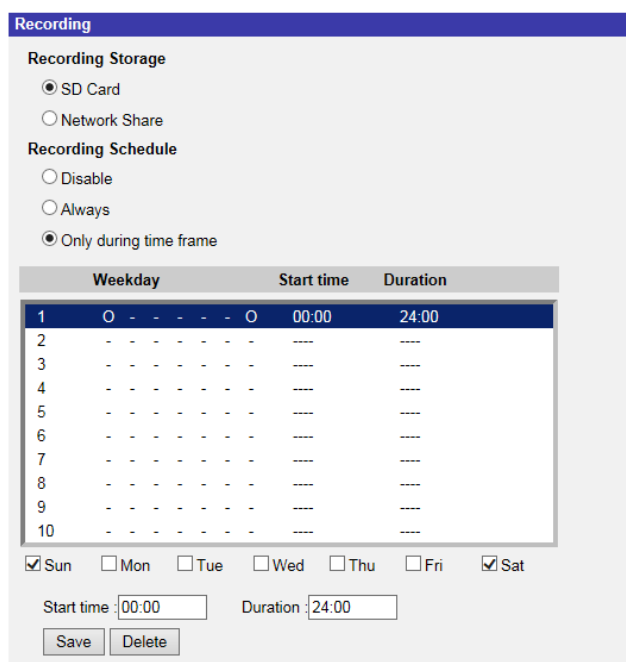 Recording
Recording Storage
SD Card
Network Share
Recording Schedule
Disable
Always
Only during time frame
Weekday Start time Duration
1 O - - - - - O 00:00 24:00
2 - - - - - - - ---- ----
3 - - - - - - - ---- ----
4 - - - - - - - ---- ----
5 - - - - - - - ---- ----
6 - - - - - - - ---- ----
7 - - - - - - - ---- ----
8 - - - - - - - ---- ----
9 - - - - - - - ---- ----
10 - - - - - - - ---- ----
Sun Mon Tue Wed Thu Fri Sat
Start time : 00:00 Duration : 24:00
Save Delete